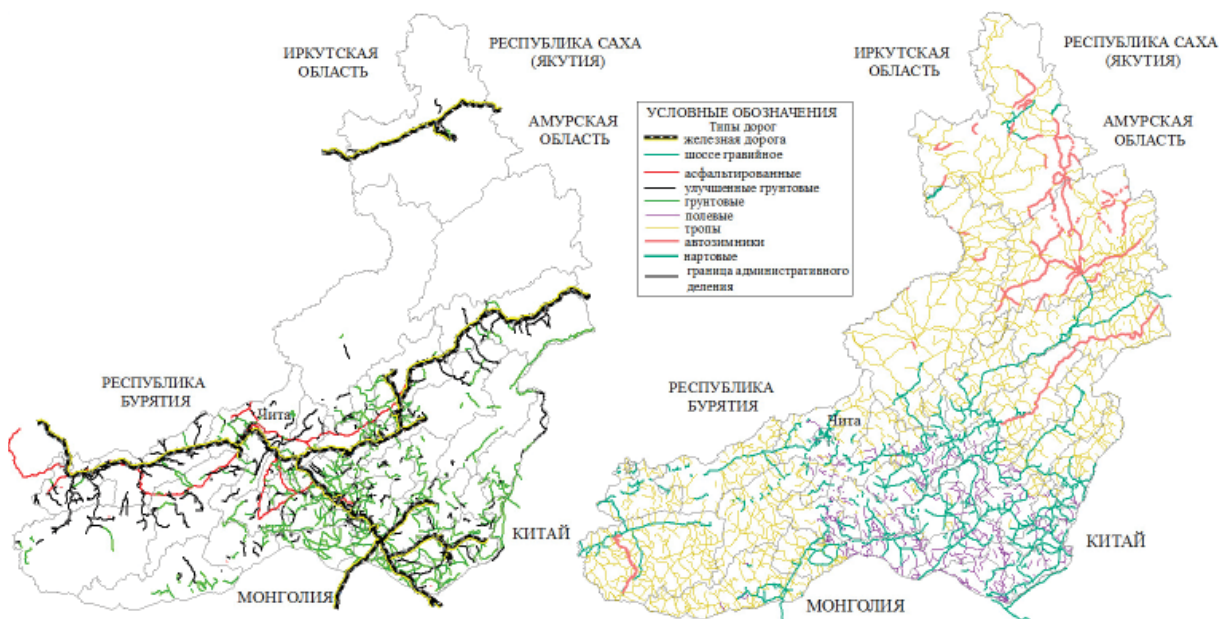 ИРКУТСКАЯ
ОБЛАСТЬ
РЕСПУБЛИКА САХА
(ЯКУТИЯ)
АМУРСКАЯ
ОБЛАСТЬ
РЕСПУБЛИКА
БУРЯТИЯ
Чита
КИТАЙ
МОНГОЛИЯ
УСЛОВНЫЕ ОБОЗНАЧЕНИЯ
Типы дорог
железная дорога
шоссе гравийное
асфальтированные
улучшенные грунтовые
грунтовые
полевые
тропы
автозимники
нартовые
граница административного
деления
ИРКУТСКАЯ
ОБЛАСТЬ
РЕСПУБЛИКА САХА
(ЯКУТИЯ)
АМУРСКАЯ
ОБЛАСТЬ
РЕСПУБЛИКА
БУРЯТИЯ
Чита
КИТАЙ
МОНГОЛИЯ